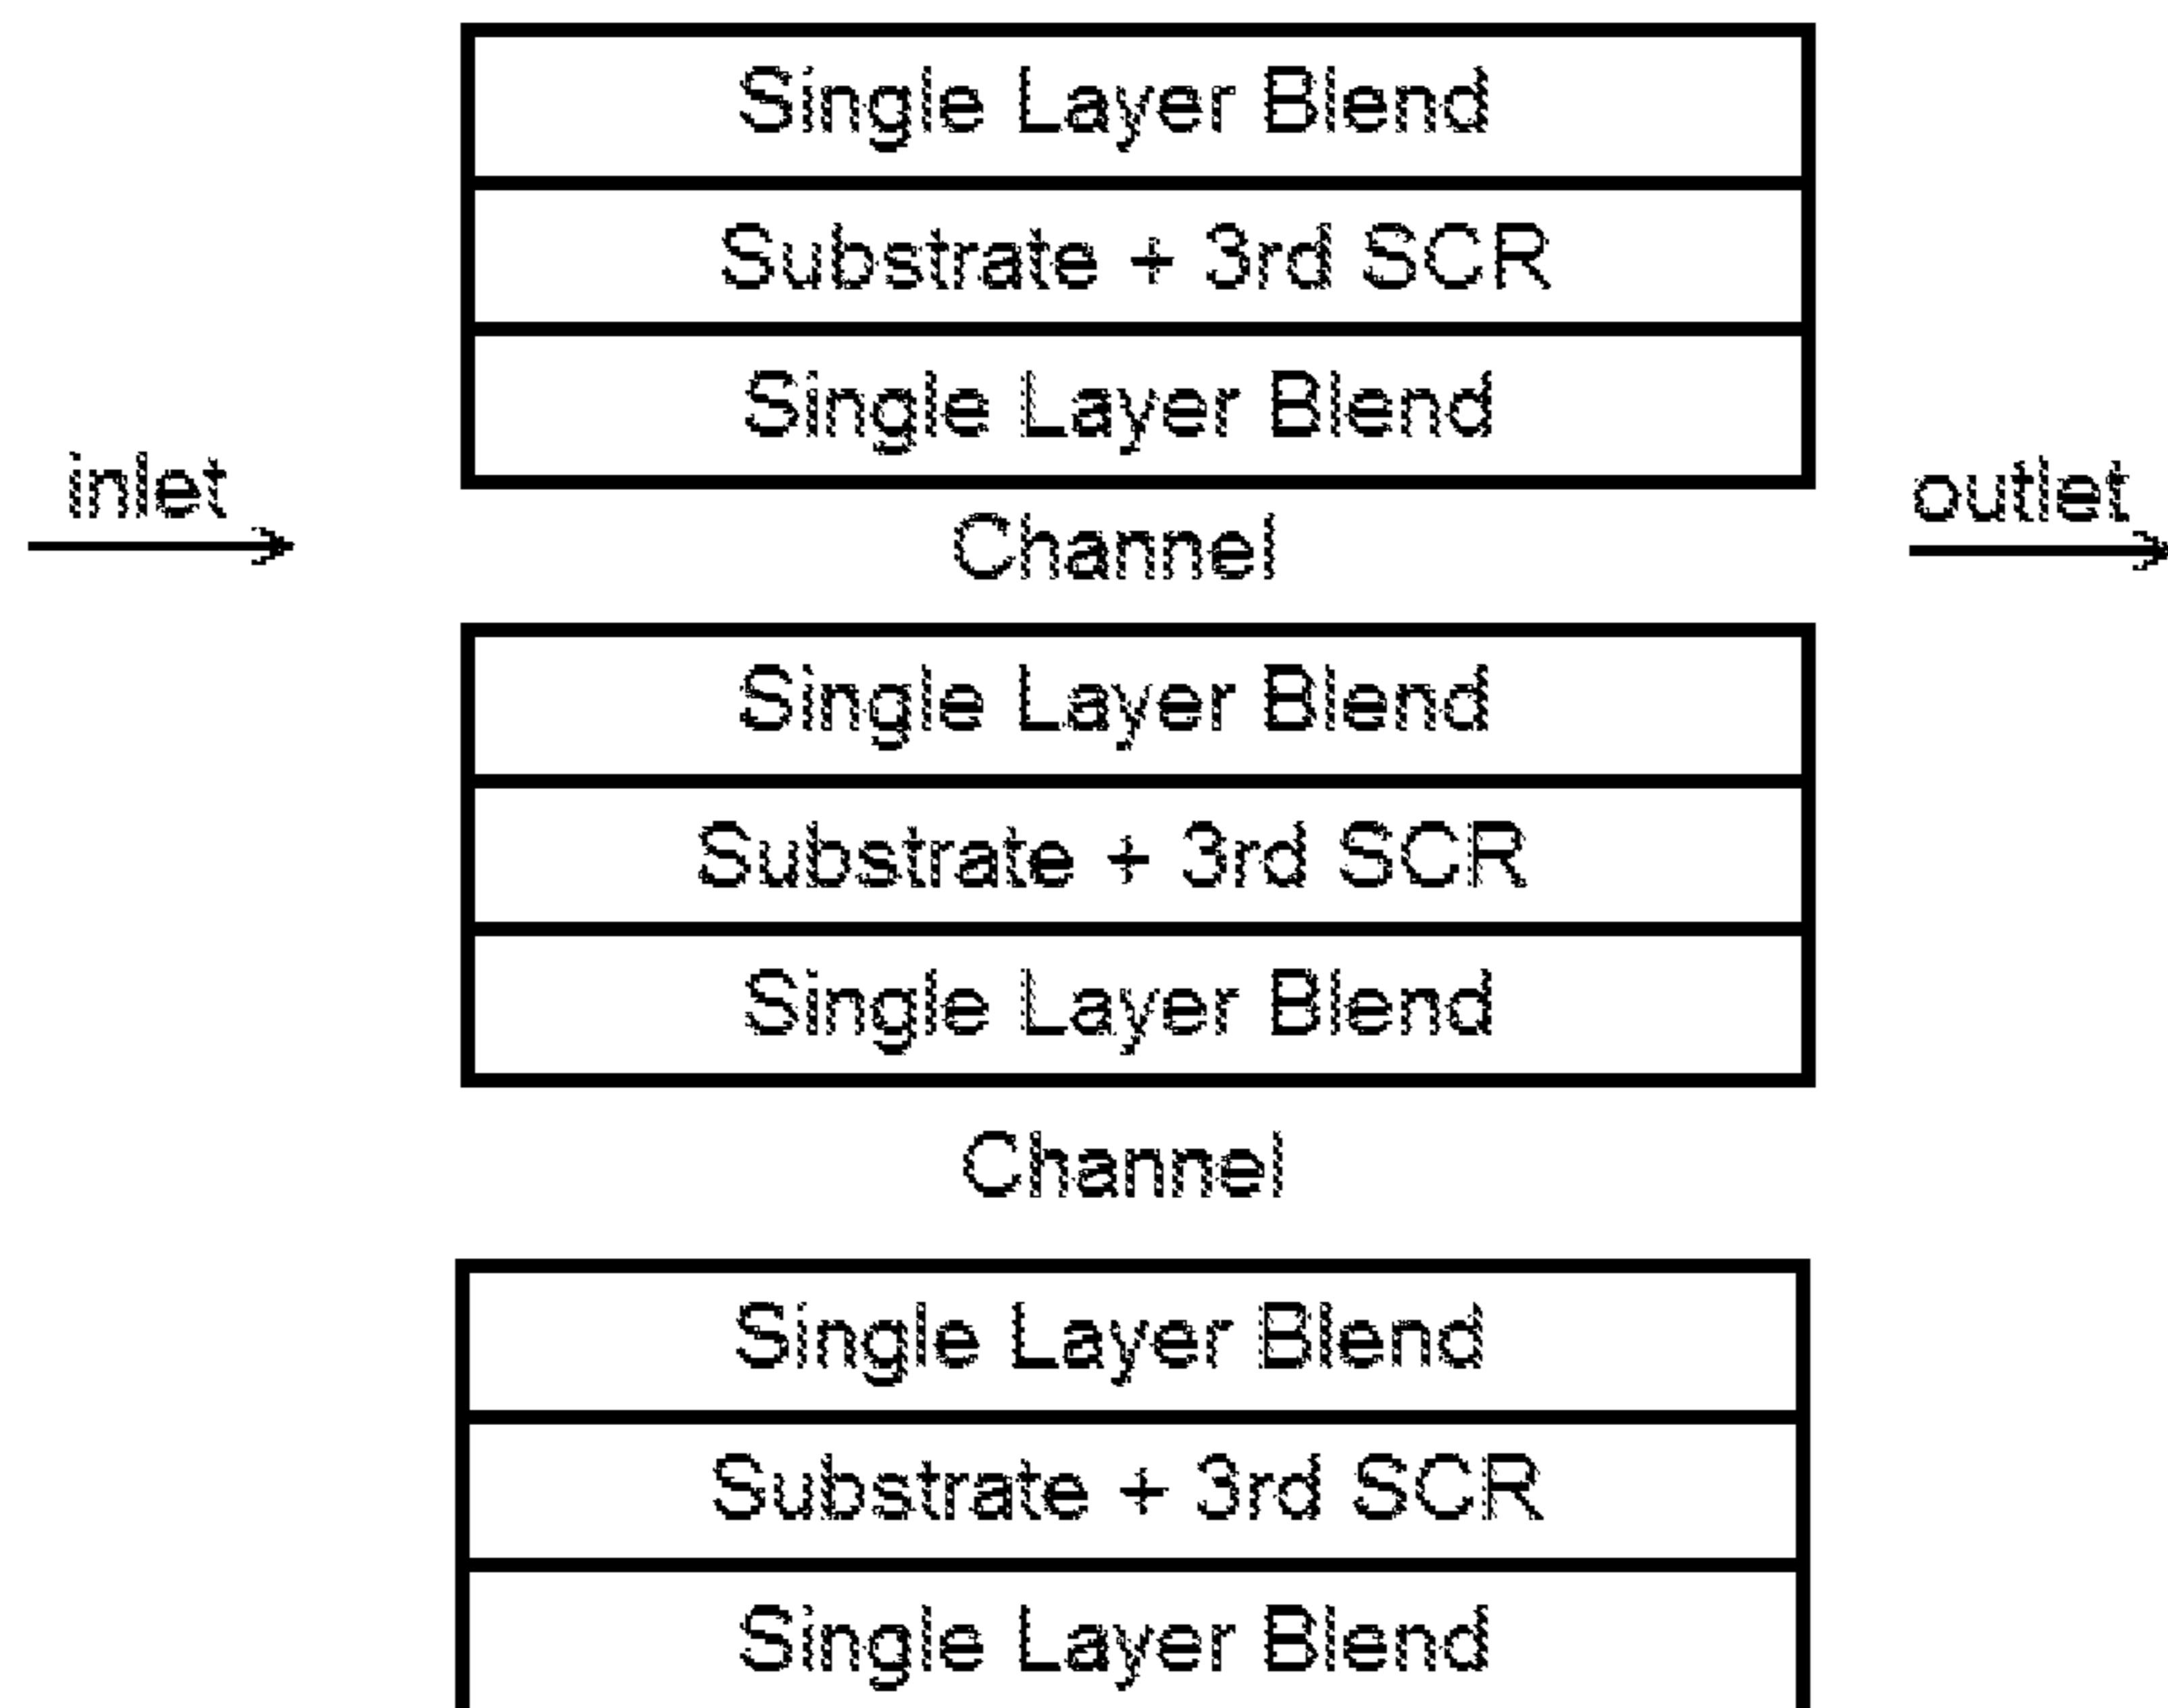 Single Layer Blend
Substrate + 3rd SCR
Single Layer Blend
inlet
outlet
Channel
Single Layer Blend
Substrate + 3rd SCR
Single Layer Blend
Channel
Single Layer Blend
Substrate + 3rd SCR
Single Layer Blend